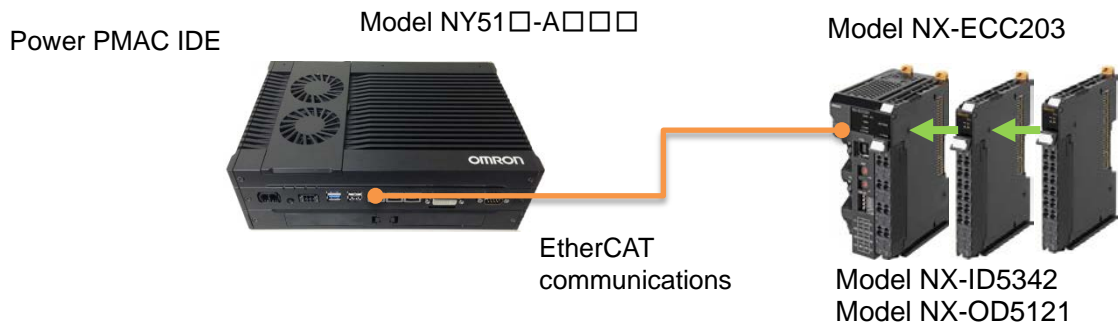 Power PMAC IDE
Model NY51□-A□□□
Model NX-ECC203
OMRON
EtherCAT
communications
Model NX-ID5342
Model NX-OD5121